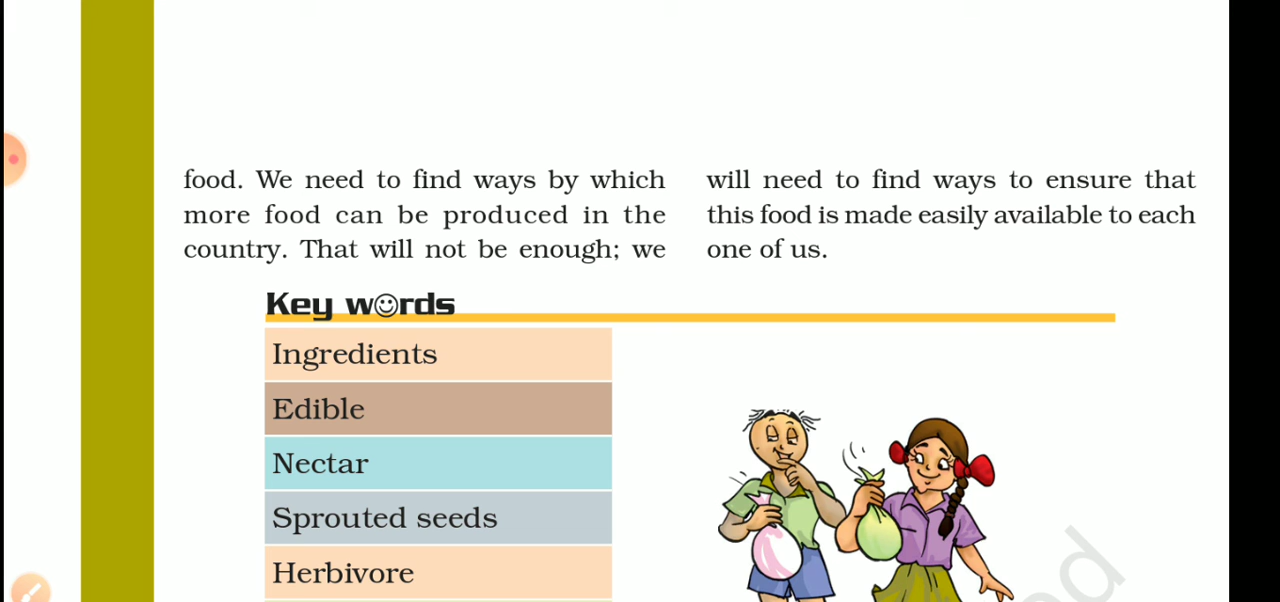 food. We need to find ways by which
more food can be produced in the
country. That will not be enough; we
will need to find ways to ensure that
this food is made easily available to each
one of us.
Key words
Ingredients
Edible
Nectar
Sprouted seeds
Herbivore